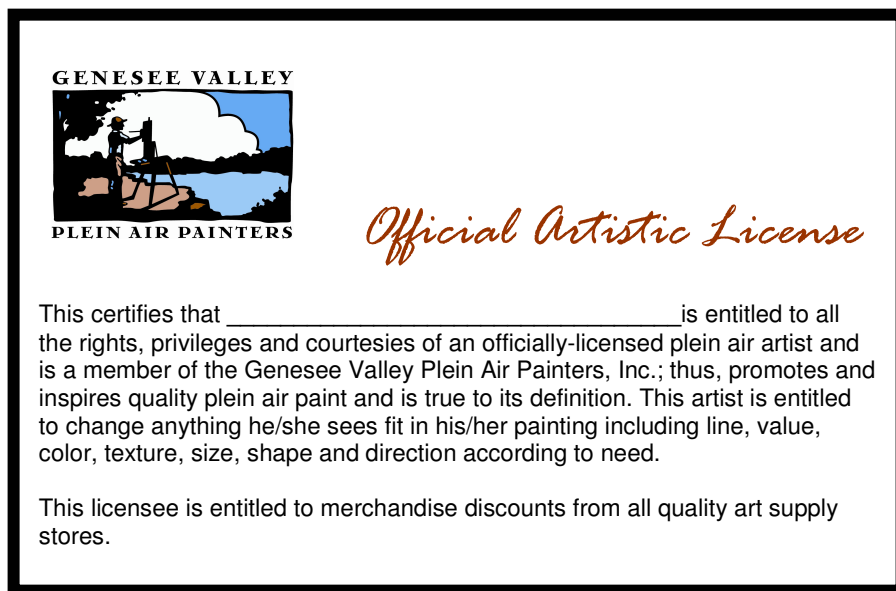 GENESEE VALLEY
PLEIN AIR PAINTERS
Official Artistic License
This certifies that __________________________________is entitled to all
the rights, privileges and courtesies of an officially-licensed plein air artist and
is a member of the Genesee Valley Plein Air Painters, Inc.; thus, promotes and
inspires quality plein air paint and is true to its definition. This artist is entitled
to change anything he/she sees fit in his/her painting including line, value,
color, texture, size, shape and direction according to need.
This licensee is entitled to merchandise discounts from all quality art supply
stores.